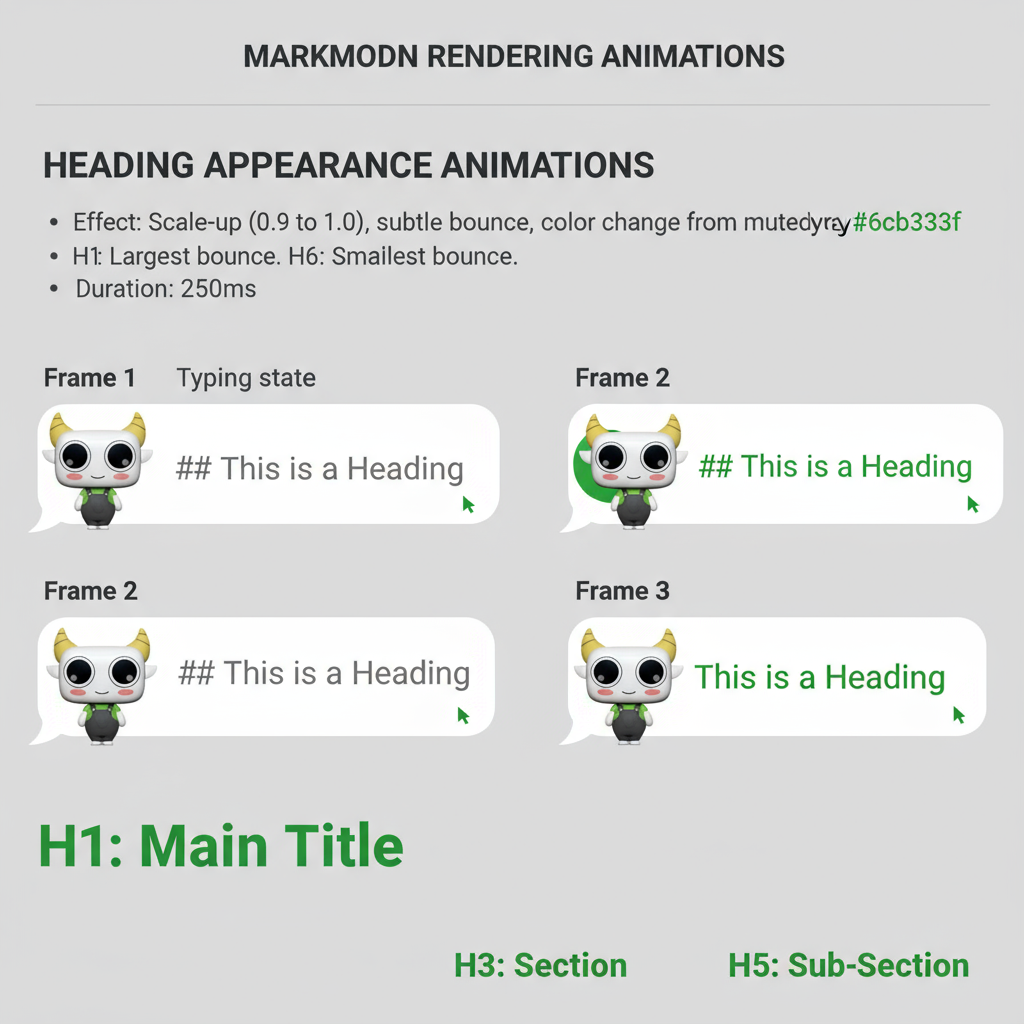 MARKMODN RENDERING ANIMATIONS
HEADING APPEARANCE ANIMATIONS
• Effect: Scale-up (0.9 to 1.0), subtle bounce, color change from muted #6cb333f
• H1: Largest bounce. H6: Smallest bounce.
• Duration: 250ms
Frame 1 Typing state
Frame 2
## This is a Heading
## This is a Heading
Frame 2
Frame 3
## This is a Heading
This is a Heading
H1: Main Title
H3: Section
H5: Sub-Section